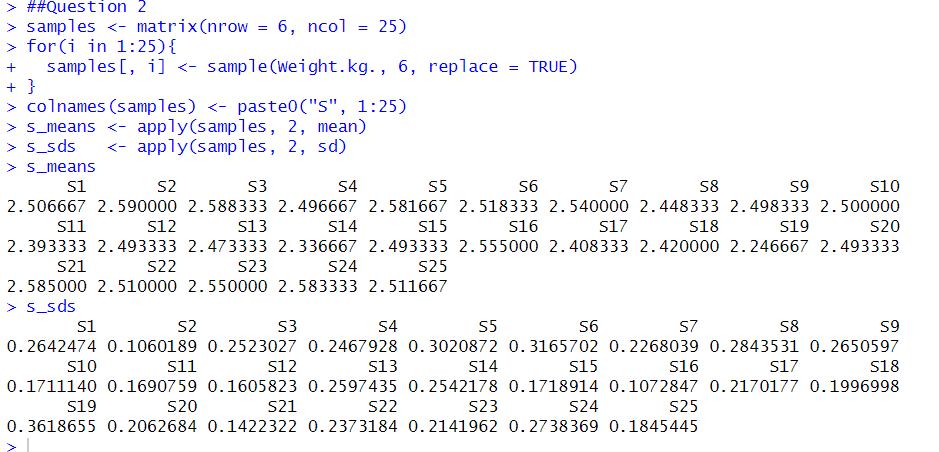 > ##Question 2
> samples <- matrix(nrow = 6, ncol = 25)
> for(i in 1:25){
+   samples[, i] <- sample(Weight.kg., 6, replace = TRUE)
+ }
> colnames(samples) <- paste0("S", 1:25)
> s_means <- apply(samples, 2, mean)
> s_sds   <- apply(samples, 2, sd)
> s_means
      S1       S2       S3       S4       S5       S6       S7       S8       S9      S10
2.506667 2.590000 2.588333 2.496667 2.581667 2.518333 2.540000 2.448333 2.498333 2.500000
     S11      S12      S13      S14      S15      S16      S17      S18      S19      S20
2.393333 2.493333 2.473333 2.336667 2.493333 2.555000 2.408333 2.420000 2.246667 2.493333
     S21      S22      S23      S24      S25
2.585000 2.510000 2.550000 2.583333 2.511667
> s_sds
       S1        S2        S3        S4        S5        S6        S7        S8        S9
0.2642474 0.1060189 0.2523027 0.2467928 0.3020872 0.3165702 0.2268039 0.2843531 0.2650597
      S10       S11       S12       S13       S14       S15       S16       S17       S18
0.1711140 0.1690759 0.1605823 0.2597435 0.2542178 0.1718914 0.1072847 0.2170177 0.1996998
      S19       S20       S21       S22       S23       S24       S25
0.3618655 0.2062684 0.1422322 0.2373184 0.2141962 0.2738369 0.1845445
>